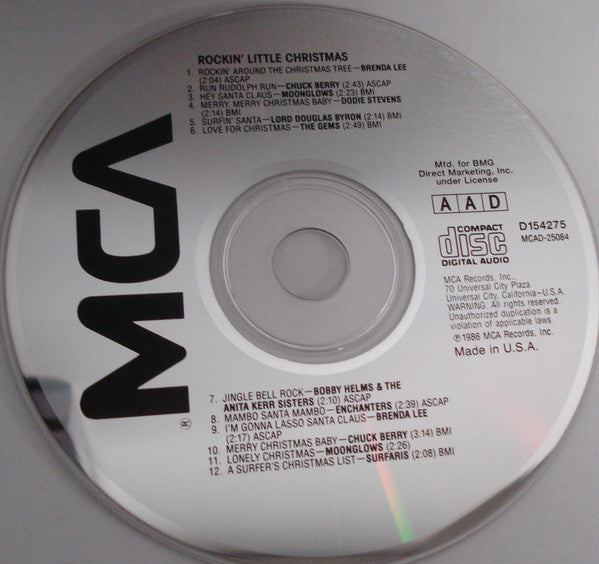 ROCKIN' LITTLE CHRISTMAS
1. ROCKIN' AROUND THE CHRISTMAS TREE—BRENDA LEE
(2:04) ASCAP
2. RUN RUDOLPH RUN—CHUCK BERRY (2:43) ASCAP
3. HEY SANTA CLAUS—MOONGLOWS (2:23) BMI
4. MERRY, MERRY CHRISTMAS BABY—DODIE STEVENS
(2:14) BMI
5. SURFIN' SANTA—LORD DOUGLAS BYRON (2:14) BMI
6. LOVE FOR CHRISTMAS—THE GEMS (2:49) BMI
MCA
®
Mfd. for BMG
Direct Marketing, Inc.
under License
A A D
COMPACT
disc
DIGITAL AUDIO
D154275
MCAD-25084
MCA Records, Inc.,
70 Universal City Plaza
Universal City, California—U.S.A.
WARNING: All rights reserved.
Unauthorized duplication is a
violation of applicable laws.
℗1986 MCA Records, Inc.
Made in U.S.A.
7. JINGLE BELL ROCK—BOBBY HELMS & THE
ANITA KERR SISTERS (2:10) ASCAP
8. MAMBO SANTA MAMBO—ENCHANTERS (2:39) ASCAP
9. I'M GONNA LASSO SANTA CLAUS—BRENDA LEE
(2:17) ASCAP
10. MERRY CHRISTMAS BABY—CHUCK BERRY (3:14) BMI
11. LONELY CHRISTMAS—MOONGLOWS (2:26)
12. A SURFER'S CHRISTMAS LIST—SURFARIS (2:08) BMI